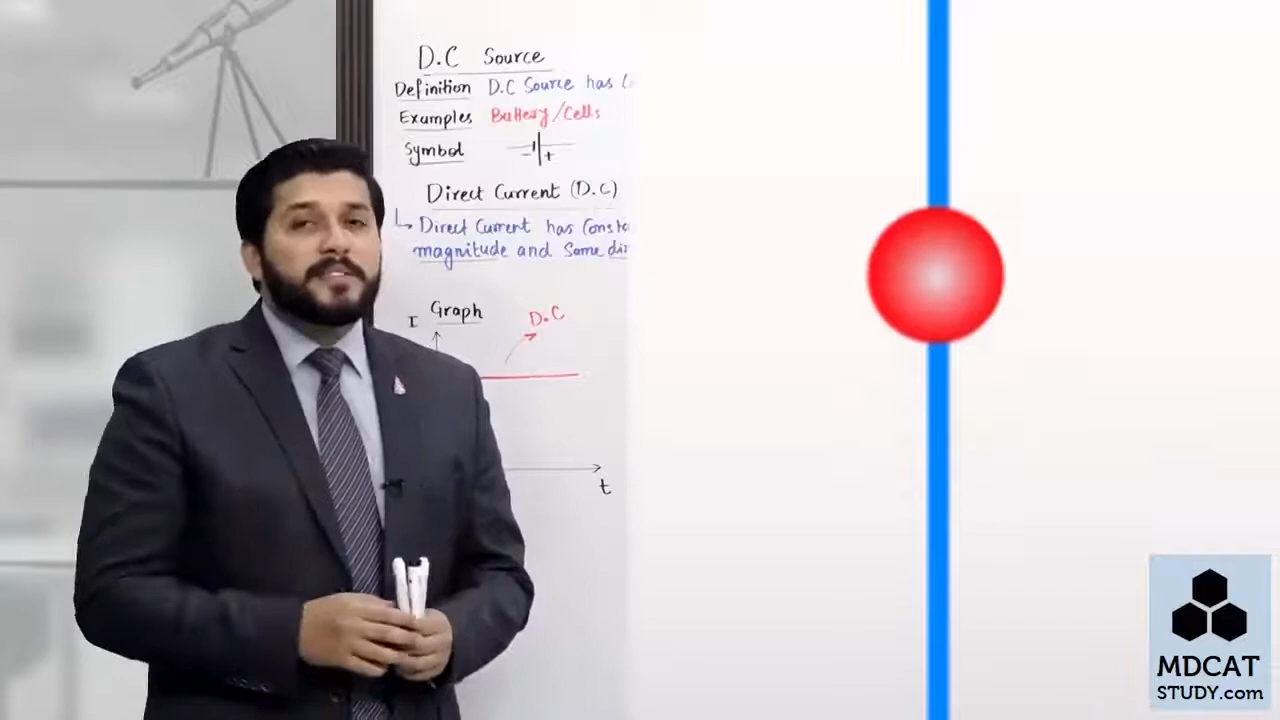 D.C Source
Definition D.C Source has
Examples Battery/Cells
Symbol
- +
Direct Current (D.C)
Direct Current has
magnitude and Same
Graph
I
D.C
t
MDCAT
STUDY.com